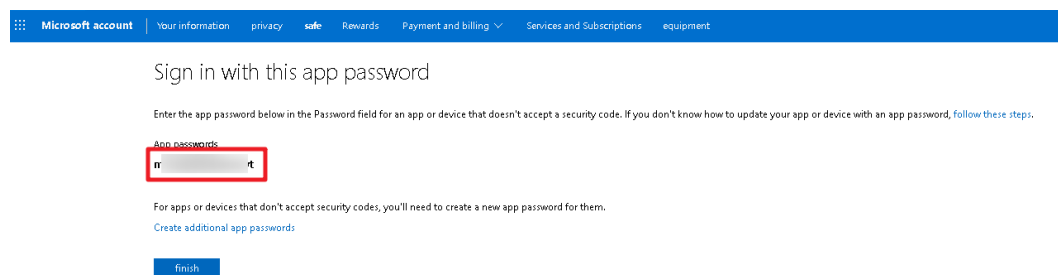 Microsoft account Your information privacy safe Rewards Payment and billing Services and Subscriptions equipment
Sign in with this app password
Enter the app password below in the Password field for an app or device that doesn't accept a security code. If you don't know how to update your app or device with an app password, follow these steps.
App passwords
For apps or devices that don't accept security codes, you'll need to create a new app password for them.
Create additional app passwords
finish